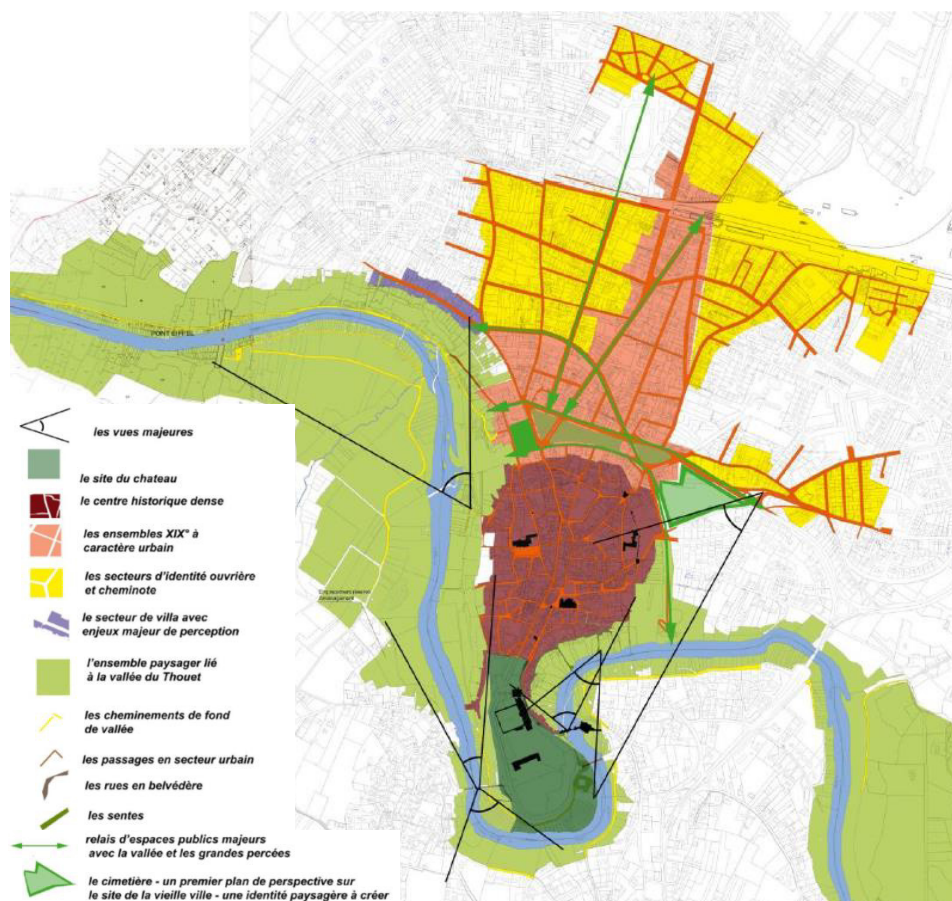 PONT EIFFEL
les vues majeures
le site du chateau
le centre historique dense
les ensembles XIX° à
caractère urbain
les secteurs d'identité ouvrière
et cheminote
le secteur de villa avec
enjeux majeur de perception
l'ensemble paysager lié
à la vallée du Thouet
les cheminements de fond
de vallée
les passages en secteur urbain
les rues en belvédère
les sentes
relais d'espaces publics majeurs
avec la vallée et les grandes percées
le cimetière - un premier plan de perspective sur
le site de la vieille ville - une identité paysagère à créer